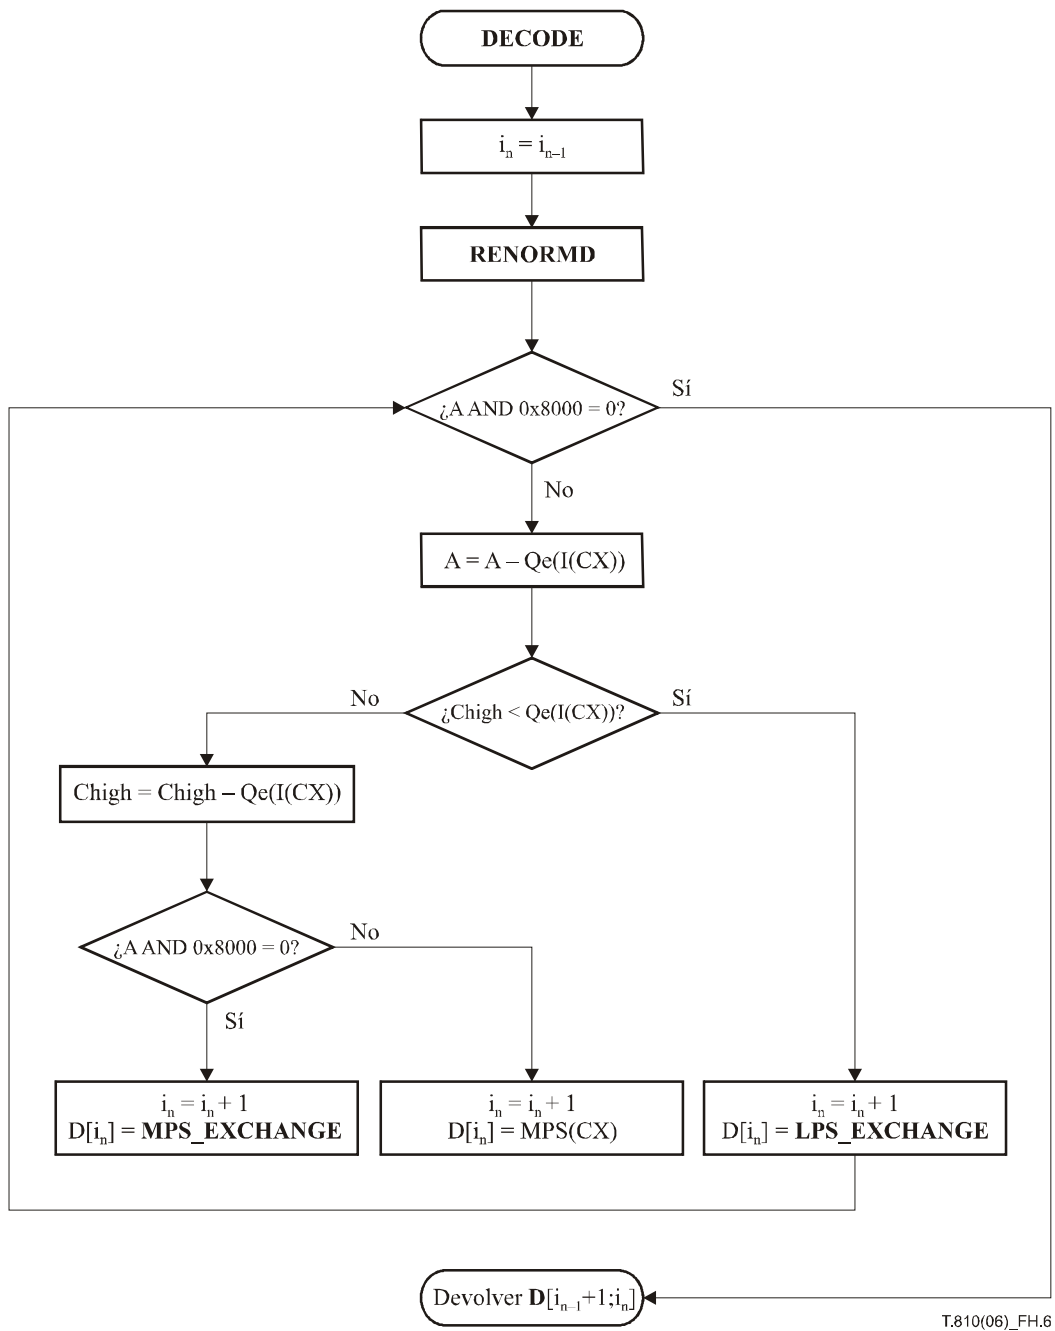 DECODE
iₙ = iₙ₋₁
RENORMD
¿A AND 0x8000 = 0?
Sí
No
A = A – Qe(I(CX))
¿Chigh < Qe(I(CX))?
No
Sí
Chigh = Chigh – Qe(I(CX))
¿A AND 0x8000 = 0?
No
Sí
iₙ = iₙ + 1
D[iₙ] = MPS_EXCHANGE
iₙ = iₙ + 1
D[iₙ] = MPS(CX)
iₙ = iₙ + 1
D[iₙ] = LPS_EXCHANGE
Devolver D[iₙ₋₁+1;iₙ]
T.810(06)_FH.6